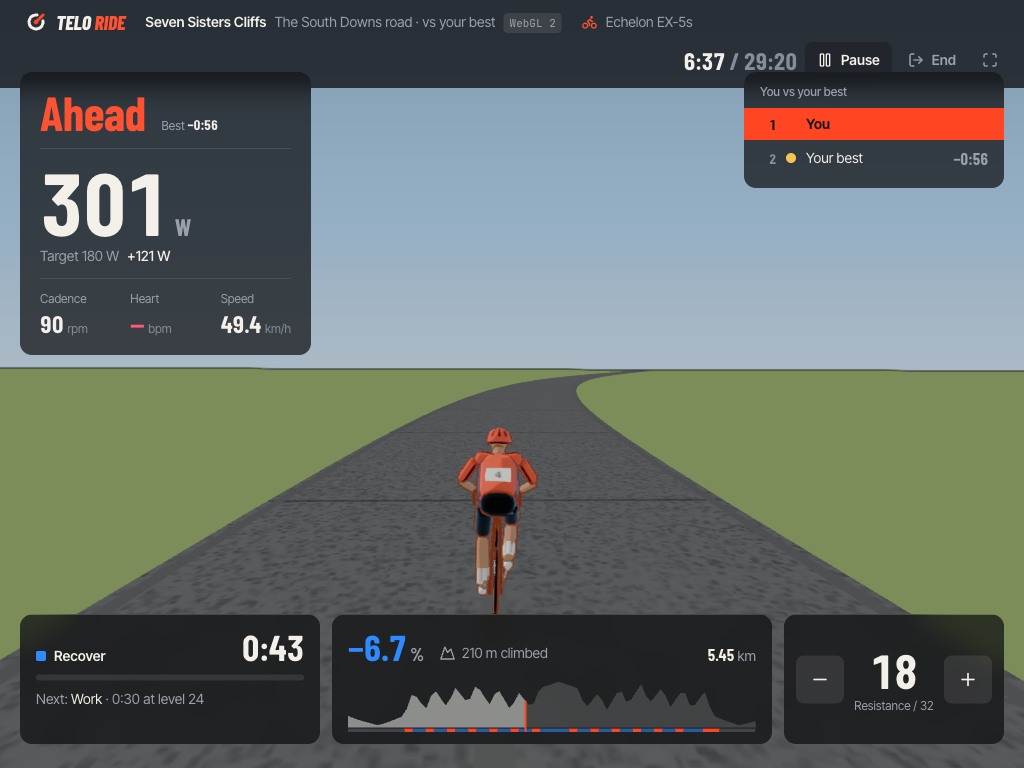 TELO RIDE Seven Sisters Cliffs The South Downs road · vs your best WebGL 2 Echelon EX-5s
6:37 / 29:20 Pause End
Ahead Best −0:56
301 W
Target 180 W +121 W
Cadence Heart Speed
90 rpm — bpm 49.4 km/h
You vs your best
1 You
2 Your best −0:56
4
Recover 0:43
Next: Work · 0:30 at level 24
−6.7 % 210 m climbed 5.45 km
− 18 +
Resistance / 32